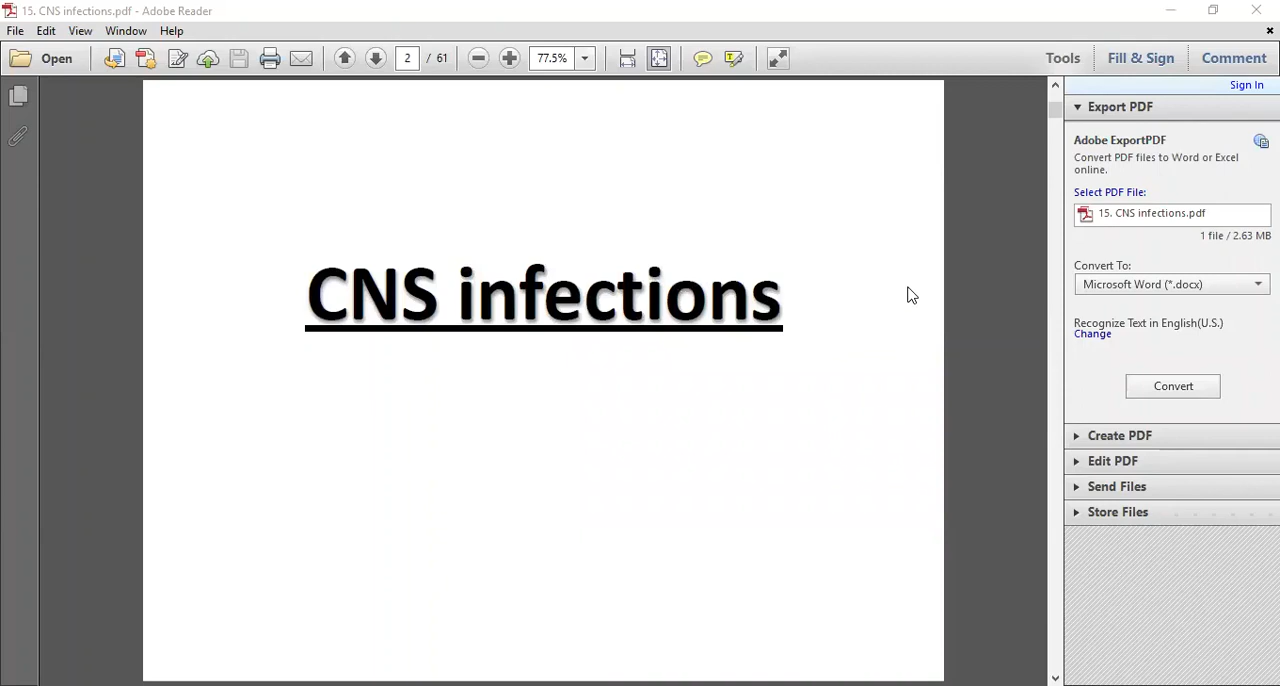 15. CNS infections.pdf - Adobe Reader
File Edit View Window Help
Open 2 / 61 77.5% Tools Fill & Sign Comment
Sign In
Export PDF
Adobe ExportPDF
Convert PDF files to Word or Excel
online.
Select PDF File:
15. CNS infections.pdf
1 file / 2.63 MB
Convert To:
Microsoft Word (*.docx)
Recognize Text in English(U.S.)
Change
Convert
Create PDF
Edit PDF
Send Files
Store Files
CNS infections